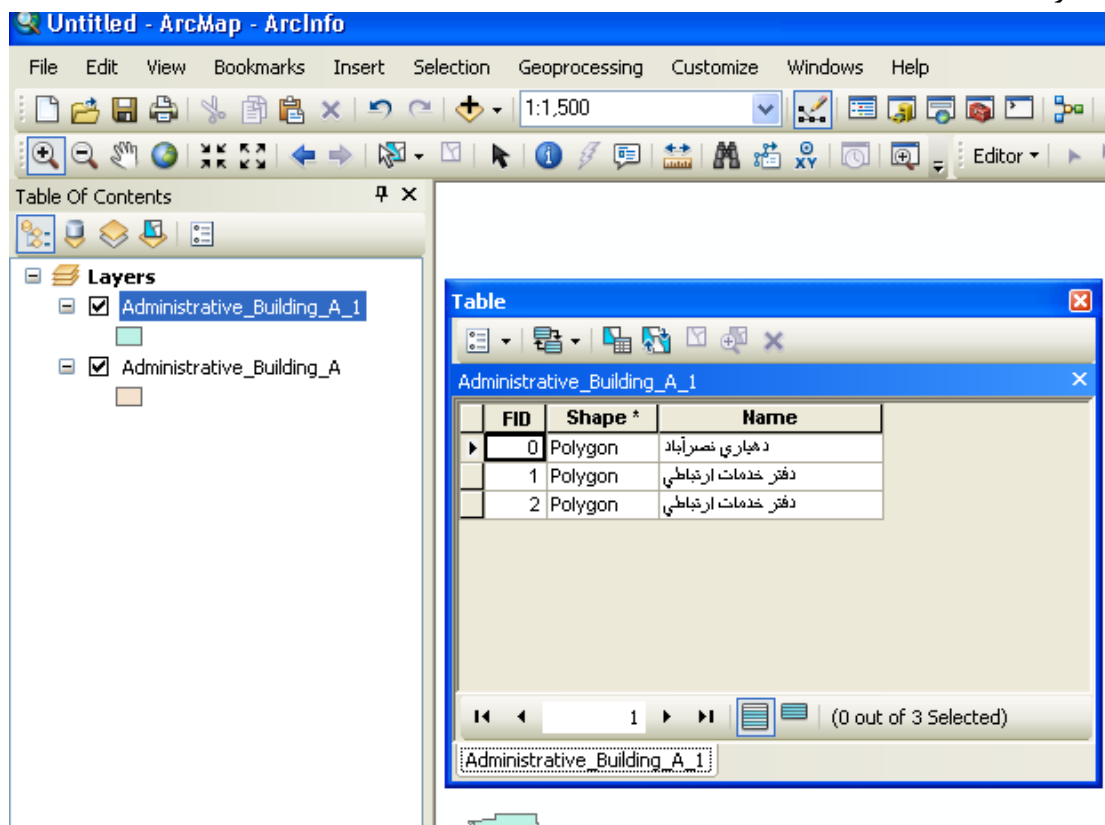 Untitled - ArcMap - ArcInfo
File Edit View Bookmarks Insert Selection Geoprocessing Customize Windows Help
1:1,500
XY Editor
Table Of Contents
Layers
Administrative_Building_A_1
Administrative_Building_A
Table
Administrative_Building_A_1
FID Shape * Name
0 Polygon دهياري نصرآباد
1 Polygon دفتر خدمات ارتباطي
2 Polygon دفتر خدمات ارتباطي
1 (0 out of 3 Selected)
Administrative_Building_A_1